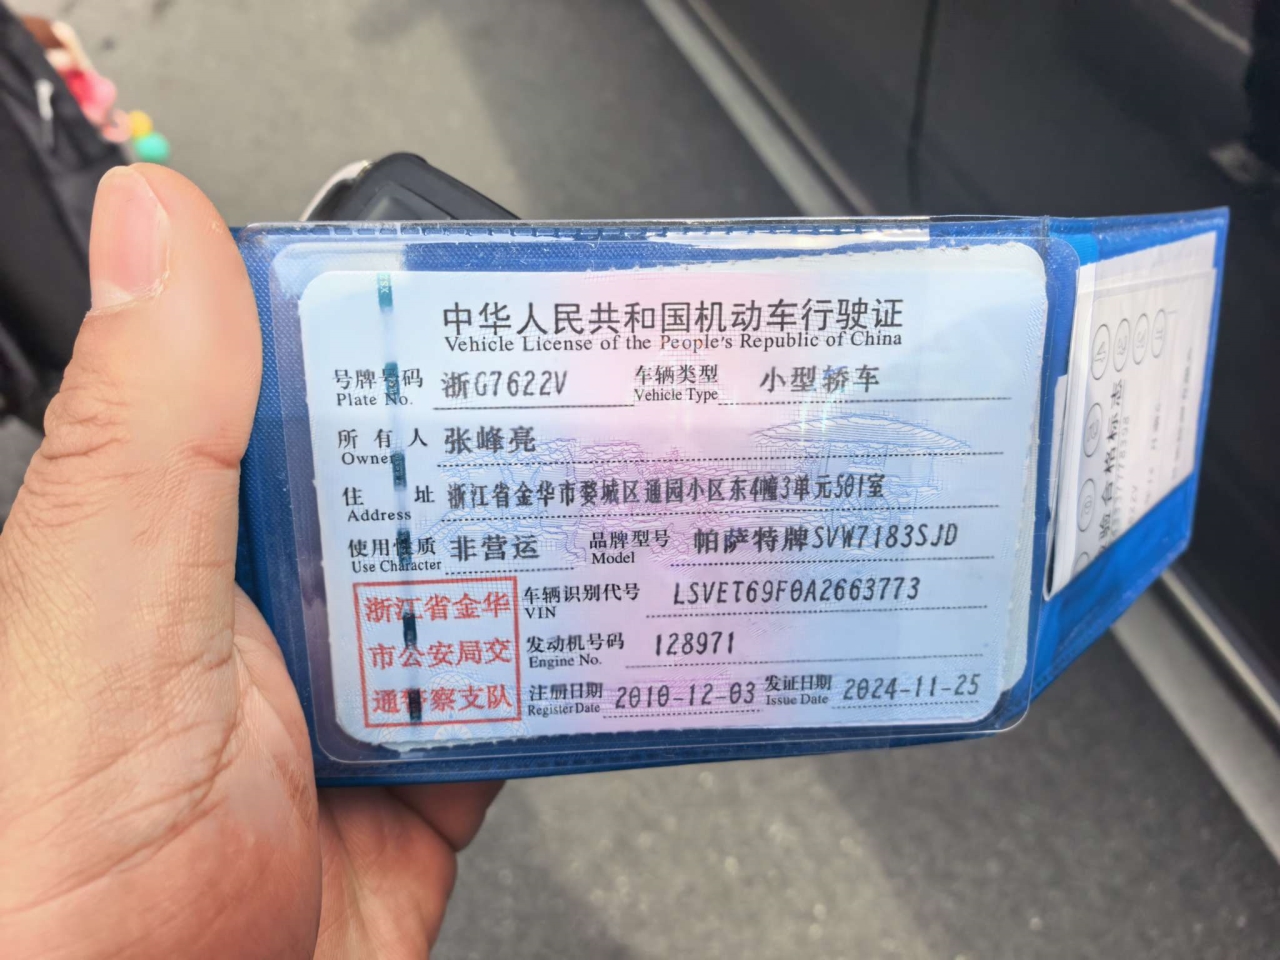 中华人民共和国机动车行驶证
Vehicle License of the People's Republic of China
号牌号码 浙G7622V 车辆类型 小型轿车
Plate No. Vehicle Type
所有人 张峰亮
Owner
住址 浙江省金华市婺城区通园小区东4幢3单元501室
Address
使用性质 非营运 品牌型号 帕萨特牌SVW7183SJD
Use Character Model
浙江省金华
市公安局交
通警察支队
车辆识别代号 LSVET69F0A2663773
VIN
发动机号码 128971
Engine No.
注册日期 2010-12-03 发证日期 2024-11-25
Register Date Issue Date